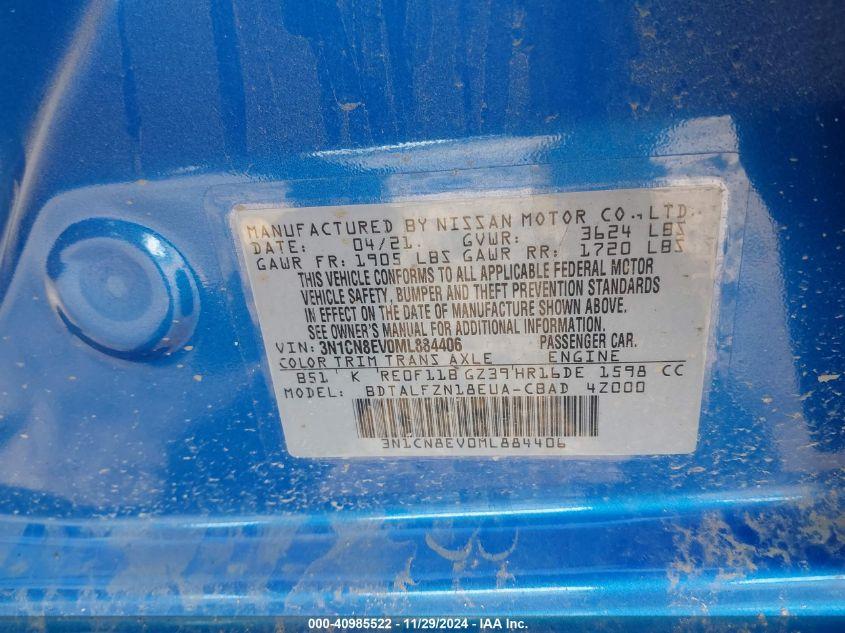 MANUFACTURED BY NISSAN MOTOR CO., LTD.
DATE: 04/21. GVWR: 3624 LBS
GAWR FR: 1905 LBS GAWR RR: 1720 LBS
THIS VEHICLE CONFORMS TO ALL APPLICABLE FEDERAL MOTOR
VEHICLE SAFETY, BUMPER AND THEFT PREVENTION STANDARDS
IN EFFECT ON THE DATE OF MANUFACTURE SHOWN ABOVE.
SEE OWNER'S MANUAL FOR ADDITIONAL INFORMATION.
VIN: 3N1CN8EV0ML884406 PASSENGER CAR.
COLOR TRIM TRANS AXLE ENGINE
B51 K RE0F11B GZ39 HR16DE 1598 CC
MODEL: BDTALFZN18EUA-CBAD 4Z000
3N1CN8EV0ML884406
000-40985522 - 11/29/2024 - IAA Inc.